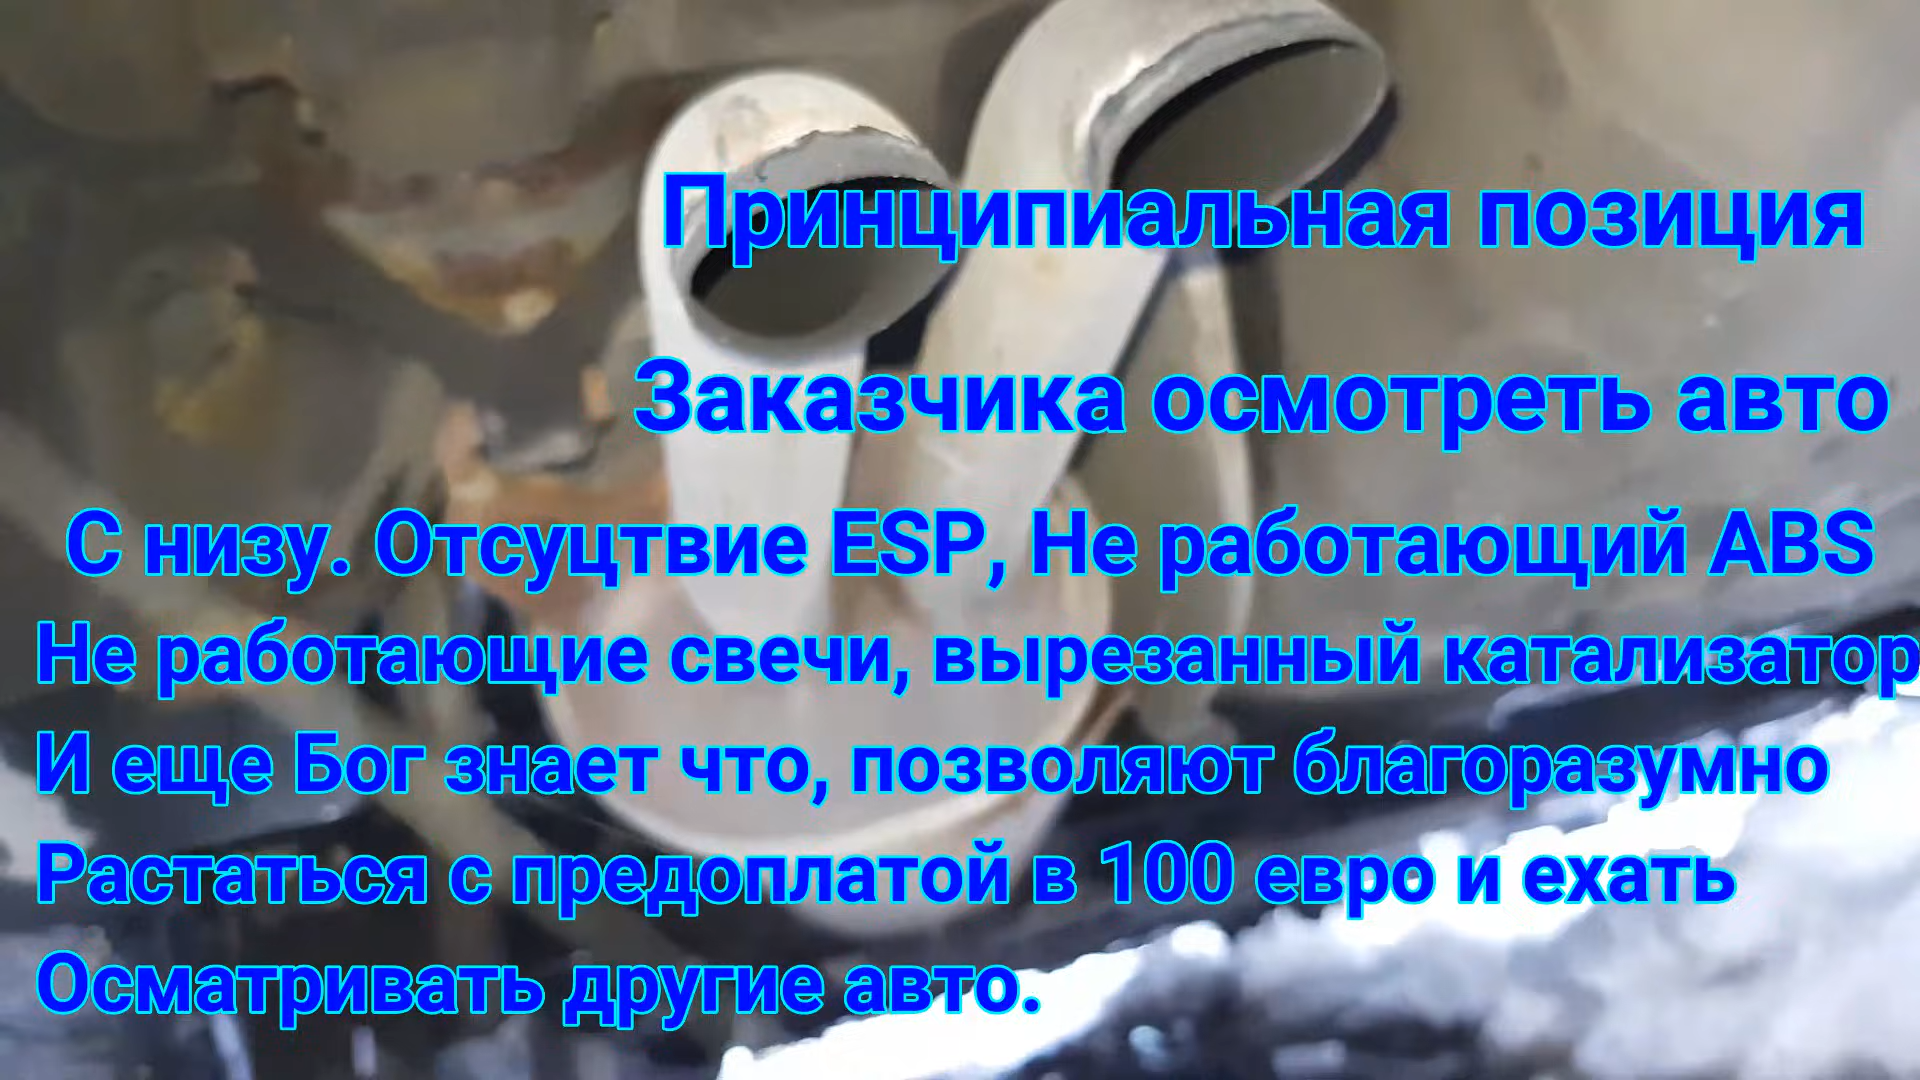 Принципиальная позиция
Заказчика осмотреть авто
С низу. Отсуцтвие ESP, Не работающий ABS
Не работающие свечи, вырезанный катализатор
И еще Бог знает что, позволяют благоразумно
Растаться с предоплатой в 100 евро и ехать
Осматривать другие авто.